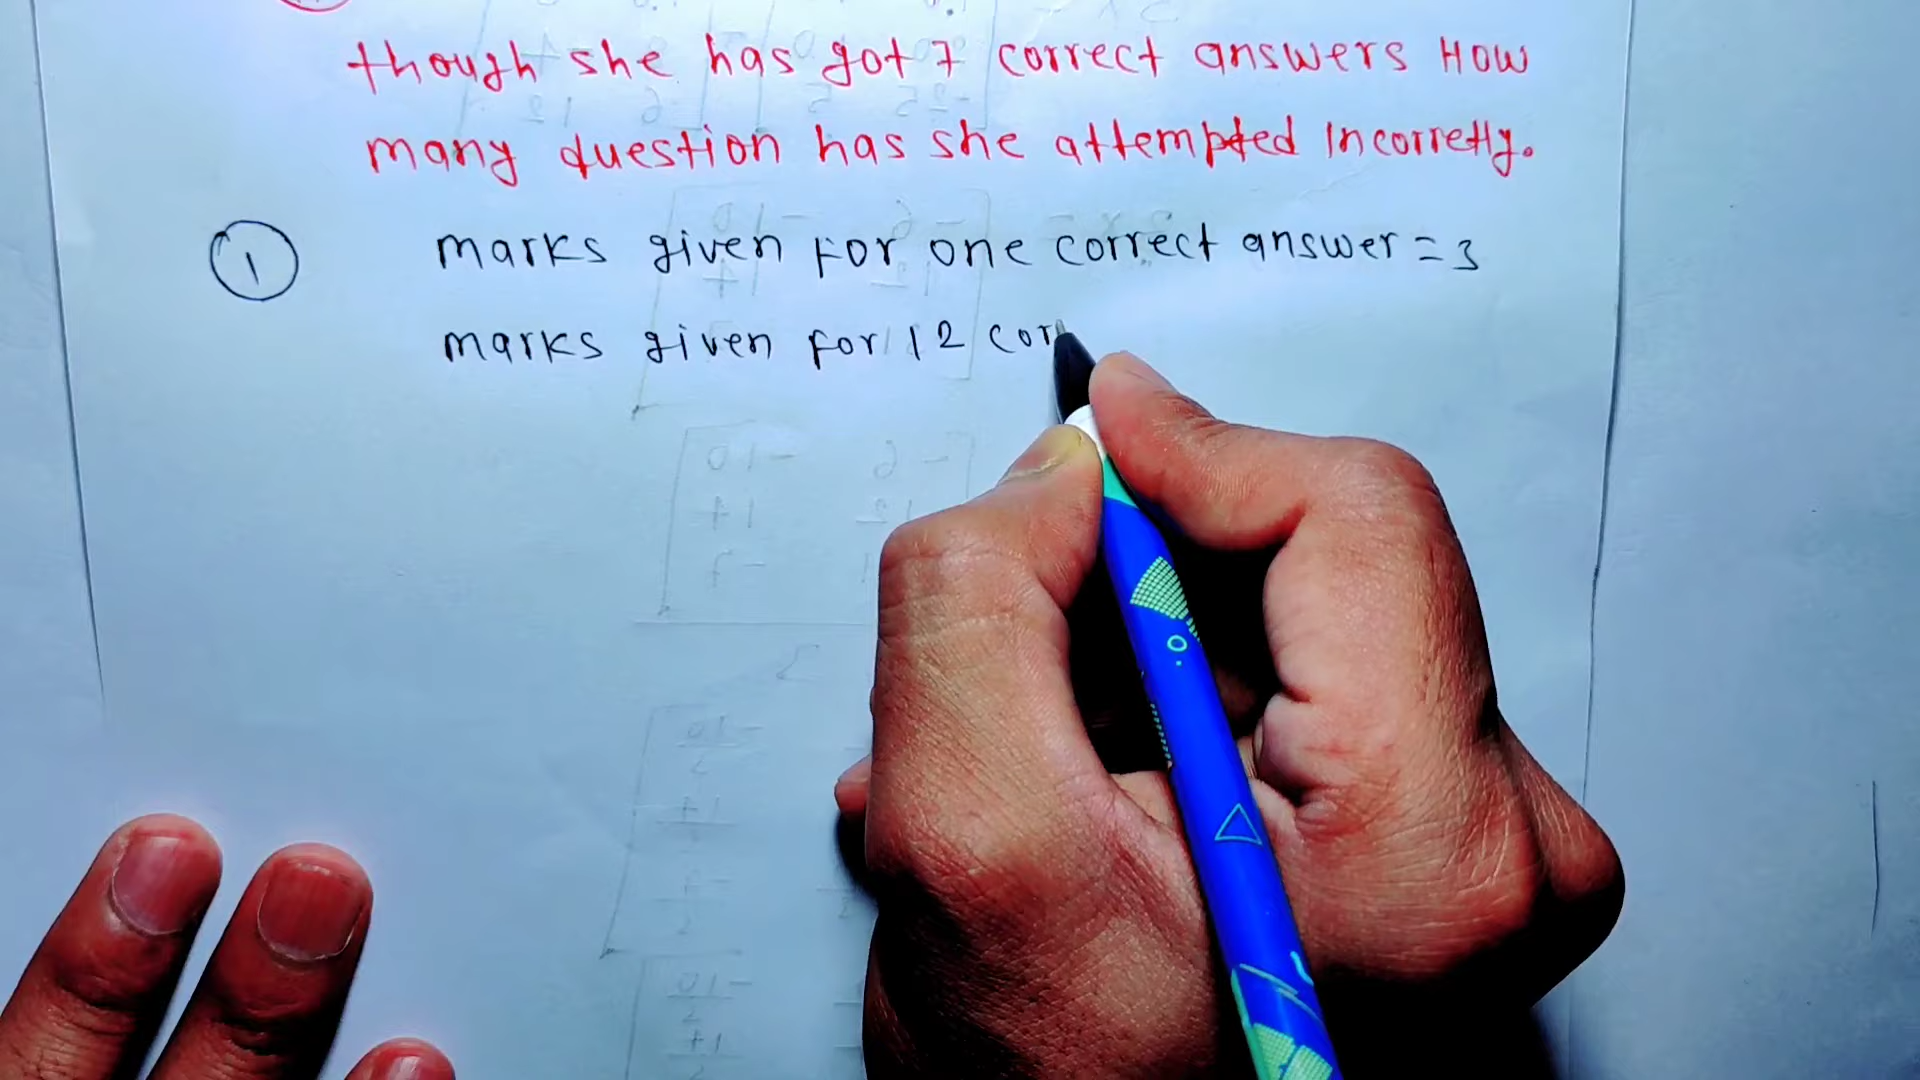 though she has got 7 correct answers How
many question has she attempted Incorretly.
1 marks given for one correct answer = 3
marks given for 12 cor